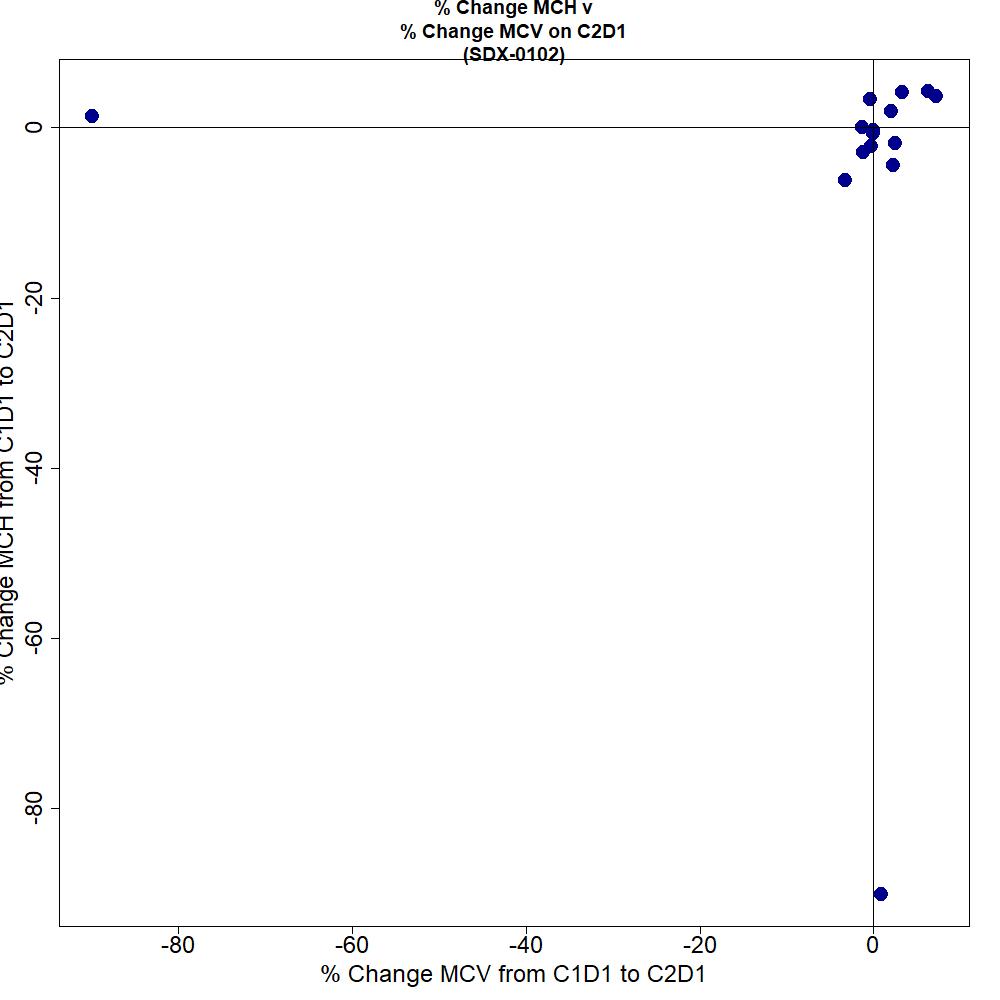 % Change MCH v
% Change MCV on C2D1
(SDX-0102)
% Change MCH from C1D1 to C2D1
0
-20
-40
-60
-80
-80
-60
-40
-20
0
% Change MCV from C1D1 to C2D1